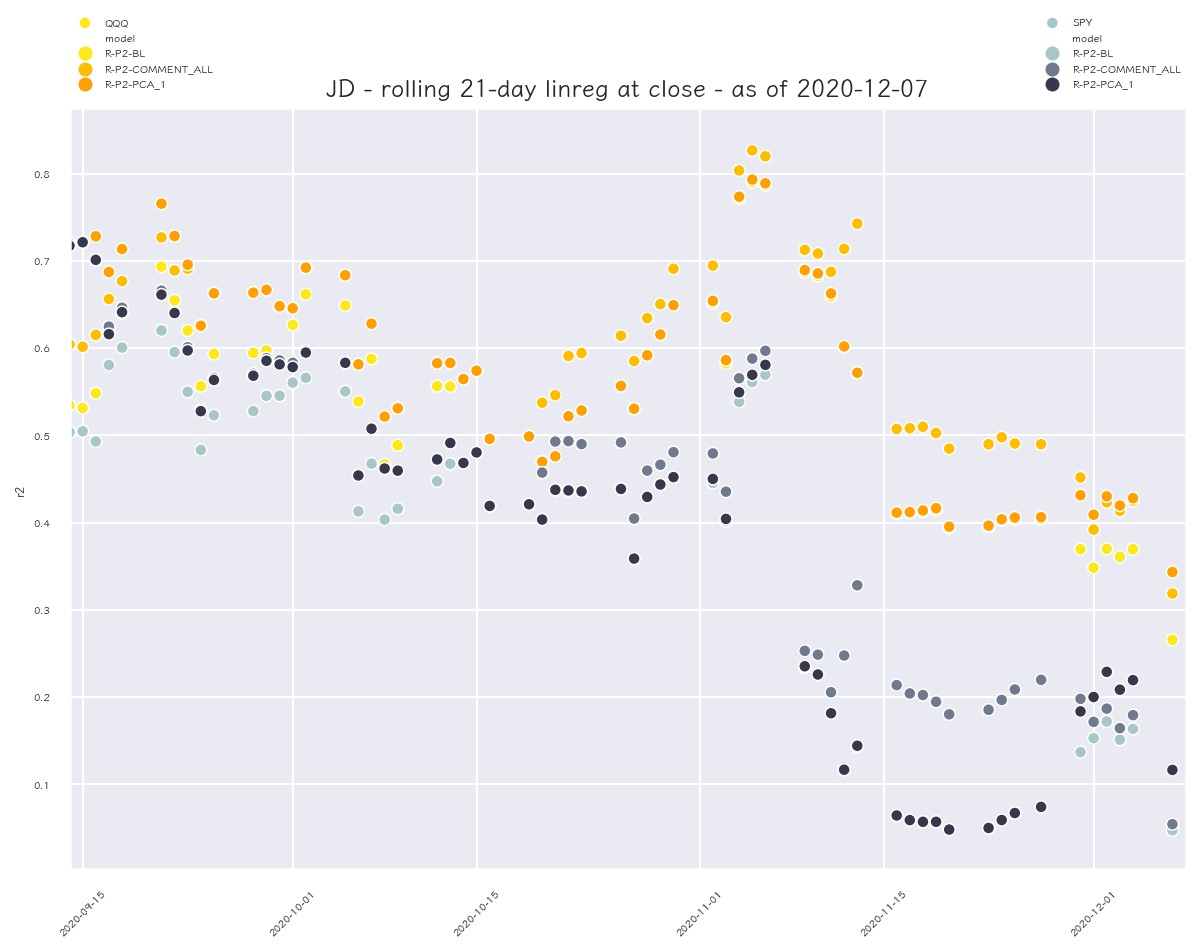 QQQ
model
R-P2-BL
R-P2-COMMENT_ALL
R-P2-PCA_1
SPY
model
R-P2-BL
R-P2-COMMENT_ALL
R-P2-PCA_1
JD - rolling 21-day linreg at close - as of 2020-12-07
r2
0.8
0.7
0.6
0.5
0.4
0.3
0.2
0.1
2020-09-15
2020-10-01
2020-10-15
2020-11-01
2020-11-15
2020-12-01